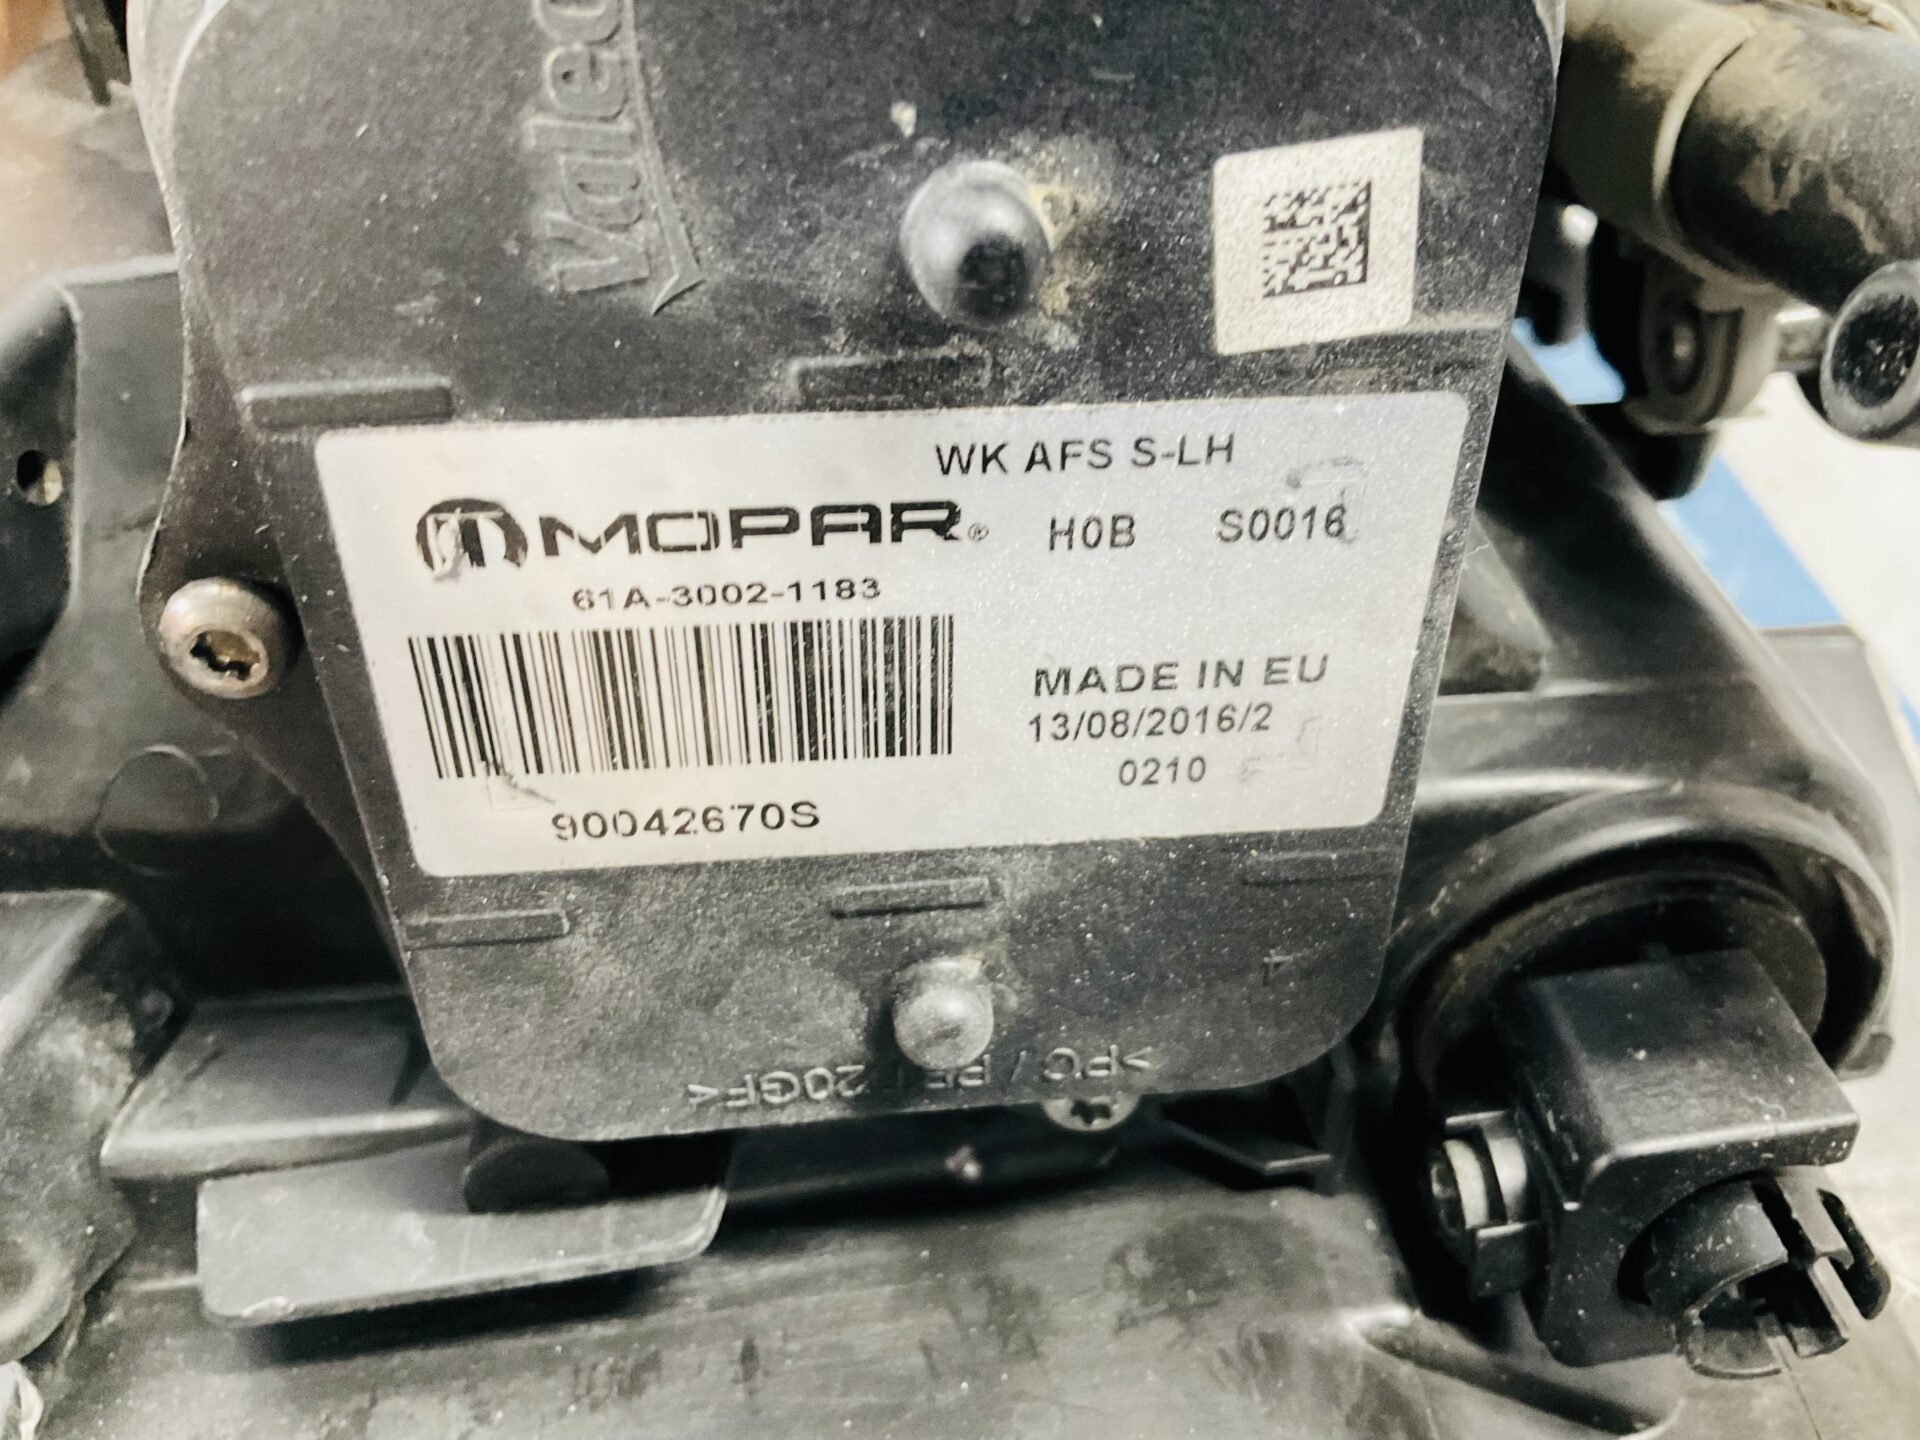 Valeo
WK AFS S-LH
MOPAR® H0B S0016
61A-3002-1183
MADE IN EU
13/08/2016/2
0210
90042670S